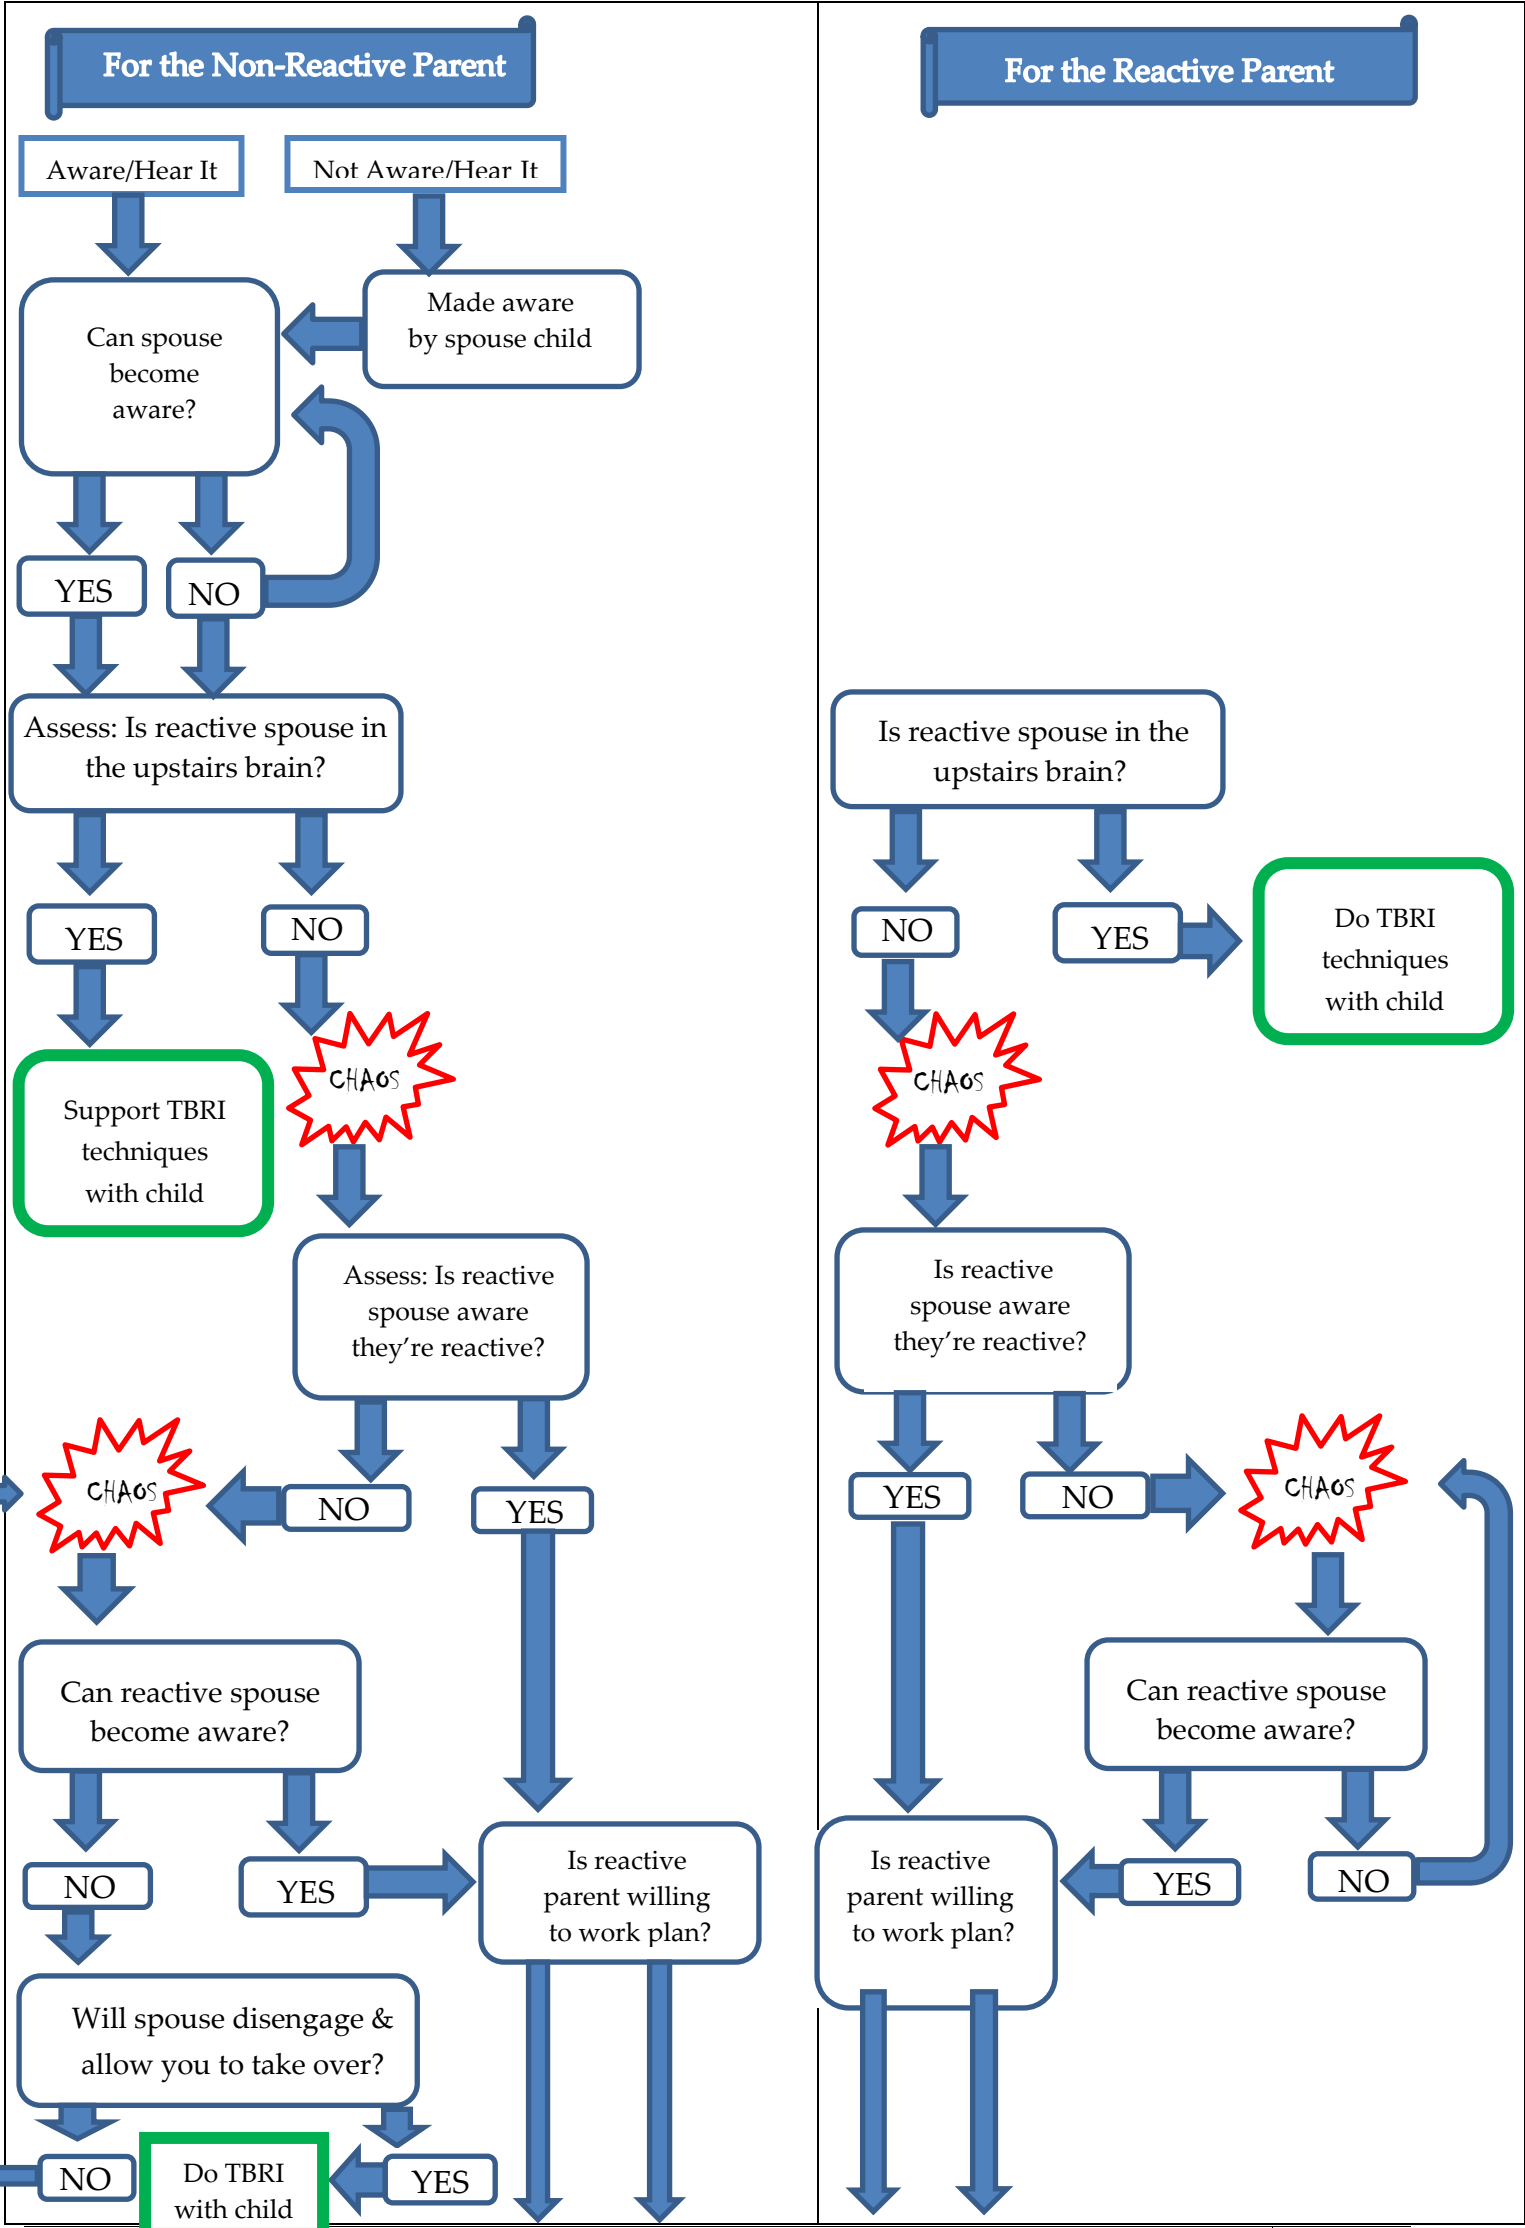 For the Non-Reactive Parent
Aware/Hear It
Not Aware/Hear It
Made aware
by spouse child
Can spouse
become
aware?
YES
NO
Assess: Is reactive spouse in
the upstairs brain?
YES
NO
CHAOS
Support TBRI
techniques
with child
Assess: Is reactive
spouse aware
they're reactive?
CHAOS
NO
YES
Can reactive spouse
become aware?
NO
YES
Is reactive
parent willing
to work plan?
Will spouse disengage &
allow you to take over?
NO
Do TBRI
with child
YES
For the Reactive Parent
Is reactive spouse in the
upstairs brain?
NO
YES
Do TBRI
techniques
with child
CHAOS
Is reactive
spouse aware
they're reactive?
YES
NO
CHAOS
Can reactive spouse
become aware?
YES
NO
Is reactive
parent willing
to work plan?